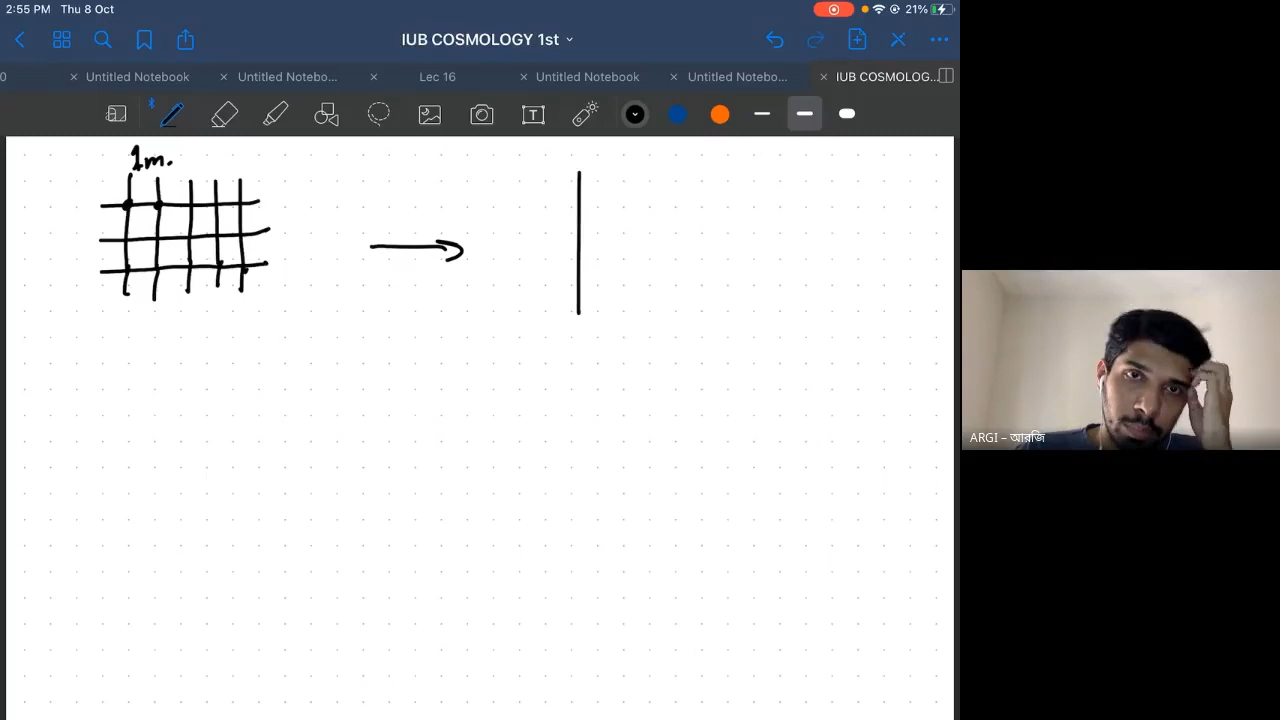 2:55 PM Thu 8 Oct
21%
IUB COSMOLOGY 1st
0
Untitled Notebook
Untitled Notebo...
Lec 16
Untitled Notebook
Untitled Notebo...
IUB COSMOLOG...
T
1m.
ARGI – আরজি